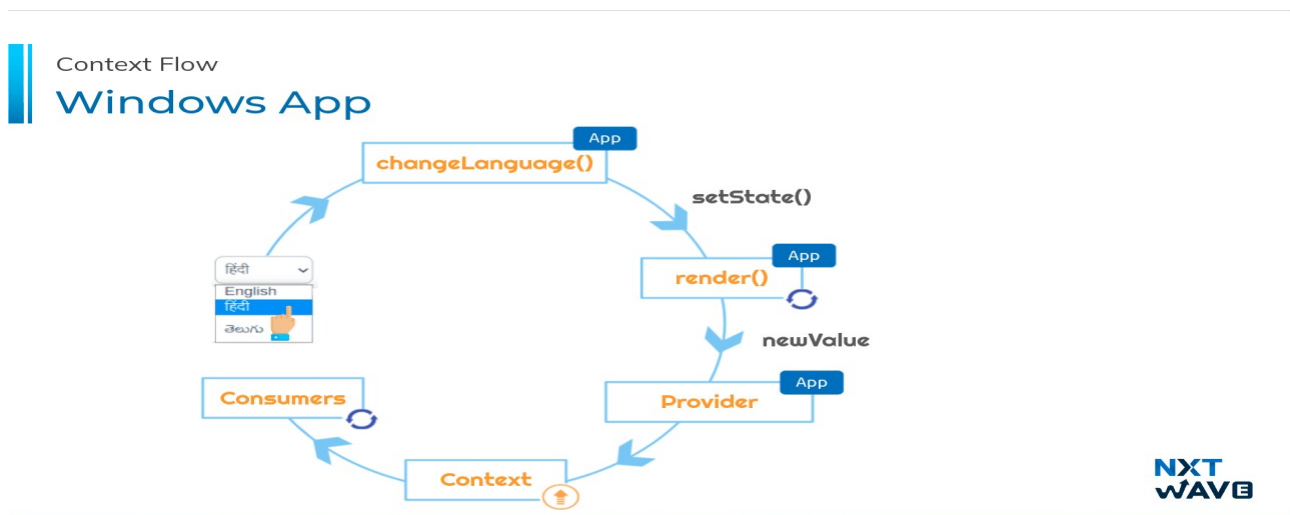 Context Flow
Windows App
App
changeLanguage()
setState()
App
render()
newValue
App
Provider
Context
Consumers
हिंदी
English
हिंदी
తెలుగు
NXT
WAVE